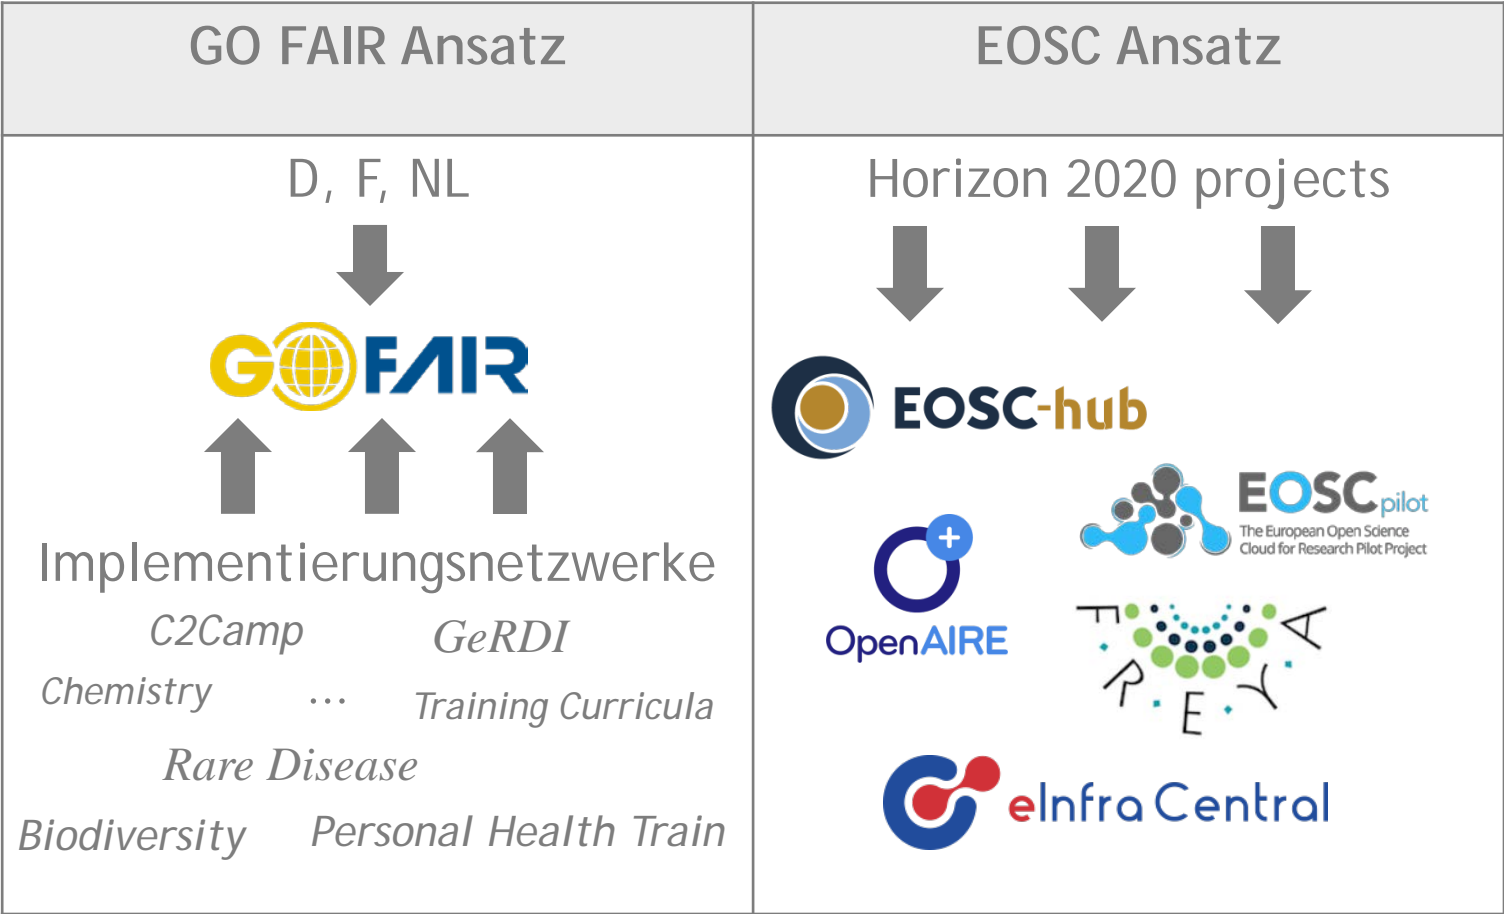 GO FAIR Ansatz
D, F, NL
GO FAIR
Implementierungsnetzwerke
C2Camp GeRDI
Chemistry ... Training Curricula
Rare Disease
Biodiversity Personal Health Train
EOSC Ansatz
Horizon 2020 projects
EOSC-hub
EOSCpilot
The European Open Science
Cloud for Research Pilot Project
OpenAIRE
FREYA
eInfraCentral